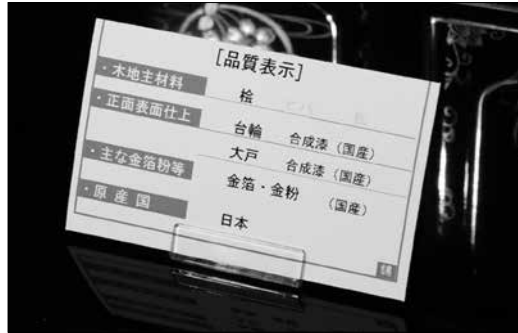 [品質表示]
・木地主材料 桧
・正面表面仕上
台輪 合成漆（国産）
大戸 合成漆（国産）
・主な金箔粉等 金箔・金粉 （国産）
・原産国 日本